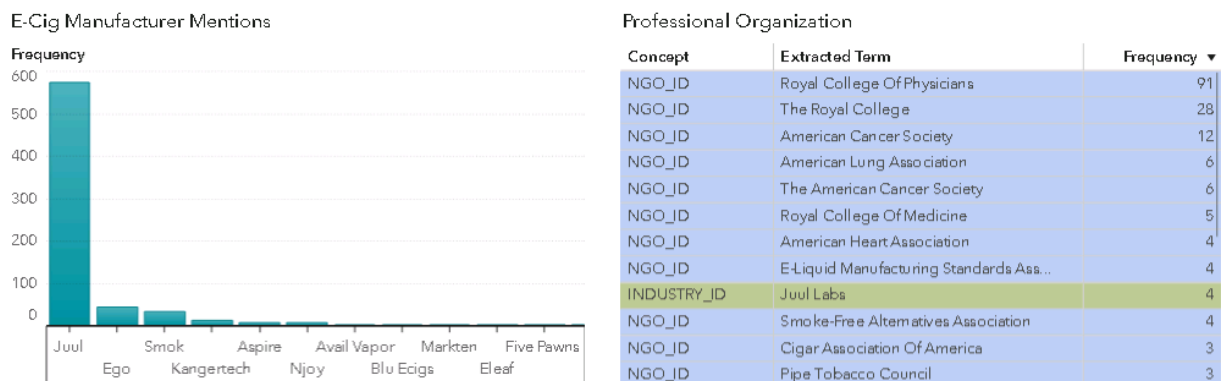 E-Cig Manufacturer Mentions
Frequency
600
500
400
300
200
100
0
Juul Smok Aspire Avail Vapor Markten Five Pawns
Ego Kangertech Njoy Blu Ecigs Eleaf
Professional Organization
Concept Extracted Term Frequency ▼
NGO_ID Royal College Of Physicians 91
NGO_ID The Royal College 28
NGO_ID American Cancer Society 12
NGO_ID American Lung Association 6
NGO_ID The American Cancer Society 6
NGO_ID Royal College Of Medicine 5
NGO_ID American Heart Association 4
NGO_ID E-Liquid Manufacturing Standards Ass... 4
INDUSTRY_ID Juul Labs 4
NGO_ID Smoke-Free Alternatives Association 4
NGO_ID Cigar Association Of America 3
NGO_ID Pipe Tobacco Council 3